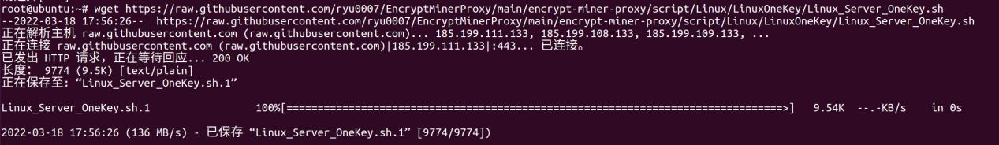 root@ubuntu:~# wget https://raw.githubusercontent.com/ryu0007/EncryptMinerProxy/main/encrypt-miner-proxy/script/Linux/LinuxOneKey/Linux_Server_OneKey.sh
--2022-03-18 17:56:26--  https://raw.githubusercontent.com/ryu0007/EncryptMinerProxy/main/encrypt-miner-proxy/script/Linux/LinuxOneKey/Linux_Server_OneKey.sh
正在解析主机 raw.githubusercontent.com (raw.githubusercontent.com)... 185.199.111.133, 185.199.108.133, 185.199.109.133, ...
正在连接 raw.githubusercontent.com (raw.githubusercontent.com)|185.199.111.133|:443... 已连接。
已发出 HTTP 请求，正在等待回应... 200 OK
长度： 9774 (9.5K) [text/plain]
正在保存至: “Linux_Server_OneKey.sh.1”
Linux_Server_OneKey.sh.1 100%[=================================================================================>] 9.54K --.-KB/s in 0s
2022-03-18 17:56:26 (136 MB/s) - 已保存 “Linux_Server_OneKey.sh.1” [9774/9774])